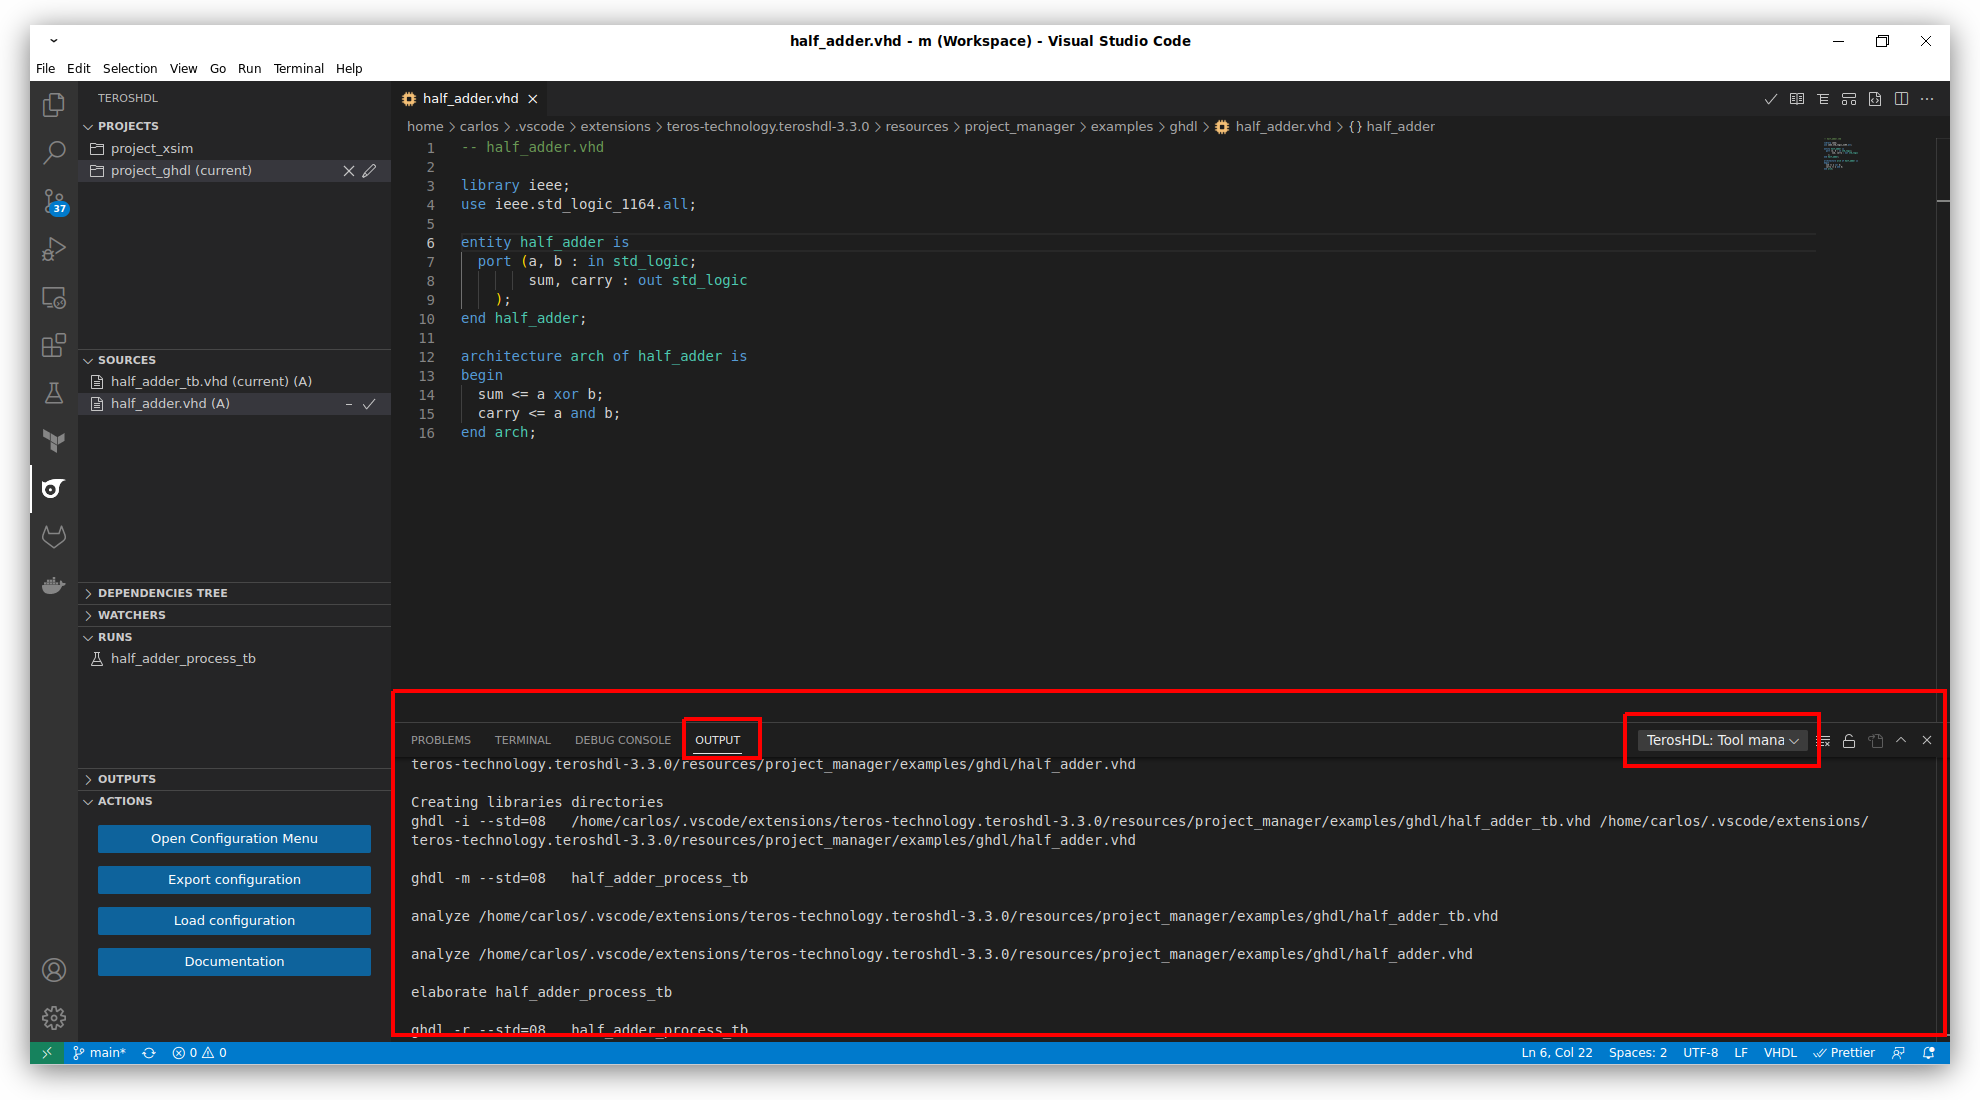 half_adder.vhd - m (Workspace) - Visual Studio Code
File Edit Selection View Go Run Terminal Help
TEROSHDL
PROJECTS
project_xsim
project_ghdl (current)
37
SOURCES
half_adder_tb.vhd (current) (A)
half_adder.vhd (A)
DEPENDENCIES TREE
WATCHERS
RUNS
half_adder_process_tb
OUTPUTS
ACTIONS
Open Configuration Menu
Export configuration
Load configuration
Documentation
half_adder.vhd
home > carlos > .vscode > extensions > teros-technology.teroshdl-3.3.0 > resources > project_manager > examples > ghdl > half_adder.vhd > {} half_adder
1 -- half_adder.vhd
2
3 library ieee;
4 use ieee.std_logic_1164.all;
5
6 entity half_adder is
7 port (a, b : in std_logic;
8 sum, carry : out std_logic
9 );
10 end half_adder;
11
12 architecture arch of half_adder is
13 begin
14 sum <= a xor b;
15 carry <= a and b;
16 end arch;
PROBLEMS TERMINAL DEBUG CONSOLE OUTPUT TerosHDL: Tool mana
teros-technology.teroshdl-3.3.0/resources/project_manager/examples/ghdl/half_adder.vhd
Creating libraries directories
ghdl -i --std=08 /home/carlos/.vscode/extensions/teros-technology.teroshdl-3.3.0/resources/project_manager/examples/ghdl/half_adder_tb.vhd /home/carlos/.vscode/extensions/
teros-technology.teroshdl-3.3.0/resources/project_manager/examples/ghdl/half_adder.vhd
ghdl -m --std=08 half_adder_process_tb
analyze /home/carlos/.vscode/extensions/teros-technology.teroshdl-3.3.0/resources/project_manager/examples/ghdl/half_adder_tb.vhd
analyze /home/carlos/.vscode/extensions/teros-technology.teroshdl-3.3.0/resources/project_manager/examples/ghdl/half_adder.vhd
elaborate half_adder_process_tb
ghdl -r --std=08 half_adder_process_tb
main* 0 0 Ln 6, Col 22 Spaces: 2 UTF-8 LF VHDL Prettier